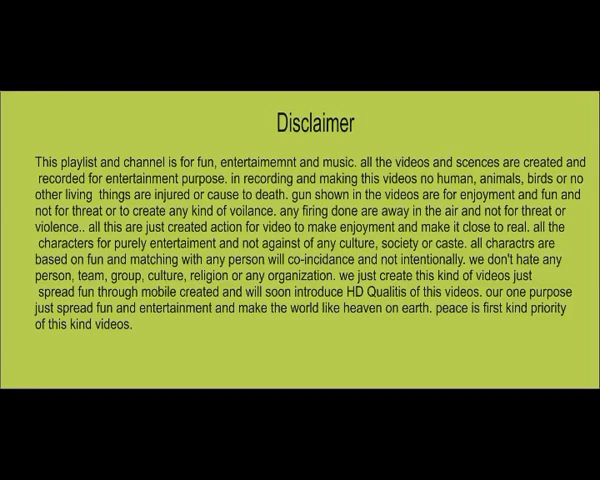 Disclaimer
This playlist and channel is for fun, entertaimemnt and music. all the videos and scences are created and
recorded for entertainment purpose. in recording and making this videos no human, animals, birds or no
other living things are injured or cause to death. gun shown in the videos are for enjoyment and fun and
not for threat or to create any kind of voilance. any firing done are away in the air and not for threat or
violence.. all this are just created action for video to make enjoyment and make it close to real. all the
characters for purely entertaiment and not against of any culture, society or caste. all charactrs are
based on fun and matching with any person will co-incidance and not intentionally. we don't hate any
person, team, group, culture, religion or any organization. we just create this kind of videos just
spread fun through mobile created and will soon introduce HD Qualitis of this videos. our one purpose
just spread fun and entertainment and make the world like heaven on earth. peace is first kind priority
of this kind videos.